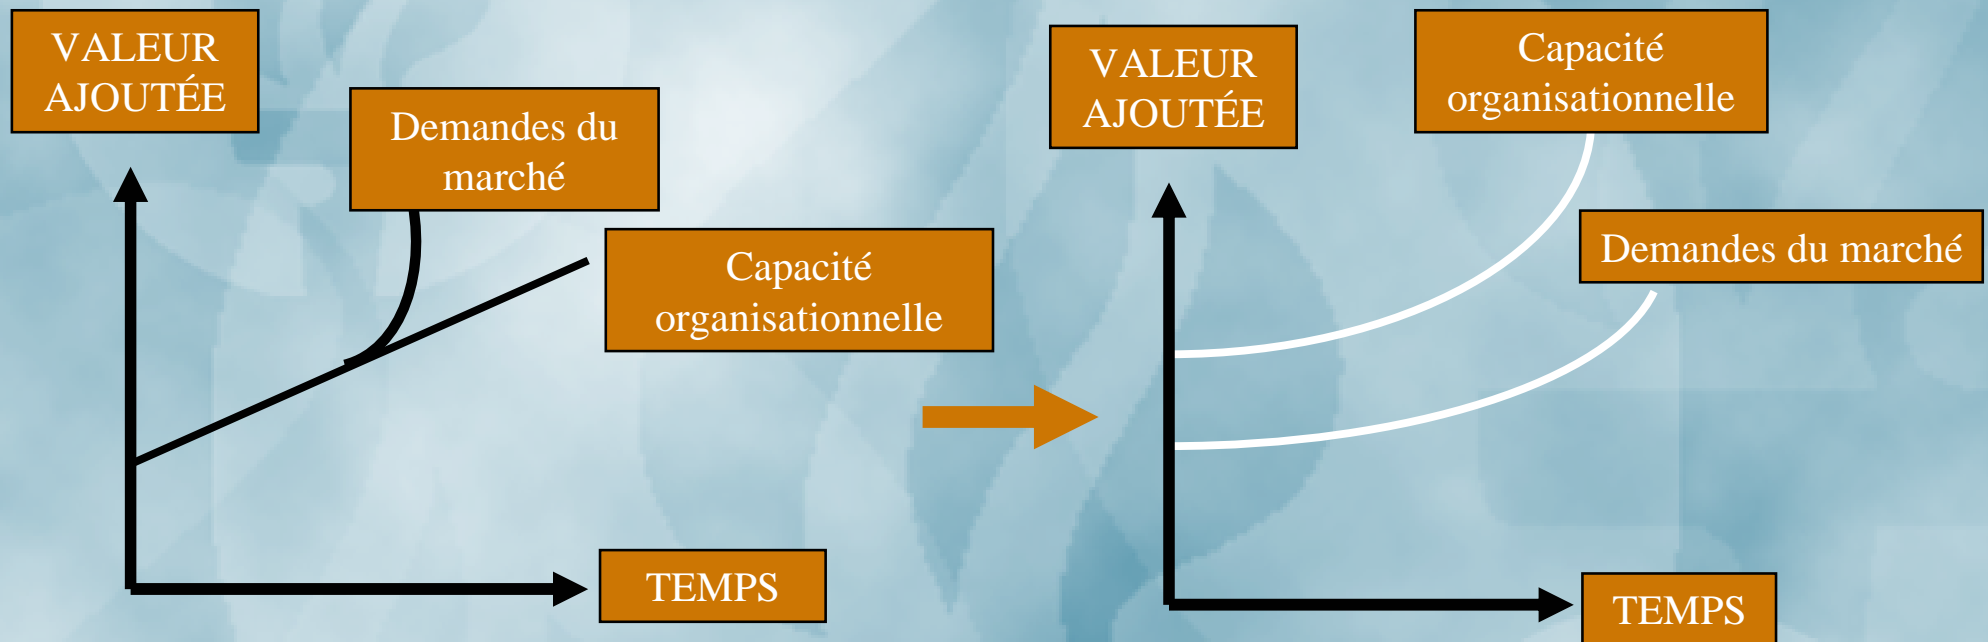 VALEUR
AJOUTÉE
Demandes du
marché
Capacité
organisationnelle
TEMPS
VALEUR
AJOUTÉE
Capacité
organisationnelle
Demandes du marché
TEMPS